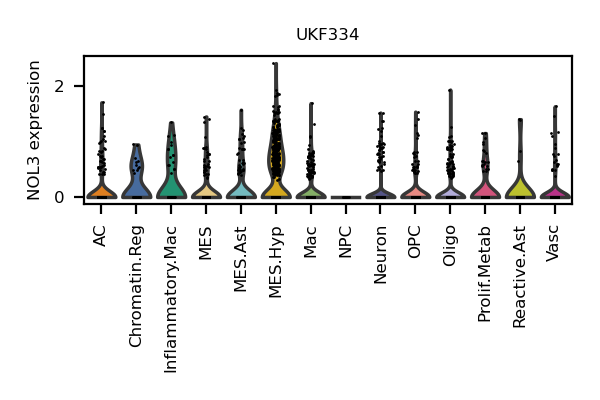 UKF334
NOL3 expression
2
0
AC
Chromatin.Reg
Inflammatory.Mac
MES
MES.Ast
MES.Hyp
Mac
NPC
Neuron
OPC
Oligo
Prolif.Metab
Reactive.Ast
Vasc